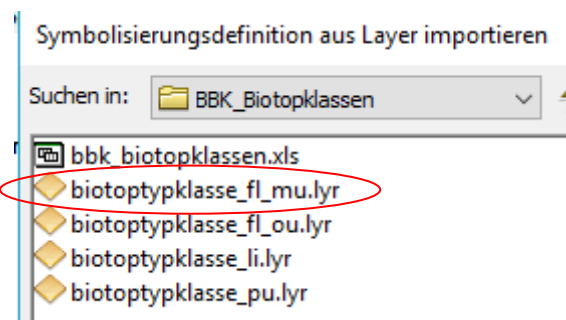 Symbolisierungsdefinition aus Layer importieren
Suchen in: BBK_Biotopklassen
bbk_biotopklassen.xls
biotoptypklasse_fl_mu.lyr
biotoptypklasse_fl_ou.lyr
biotoptypklasse_li.lyr
biotoptypklasse_pu.lyr